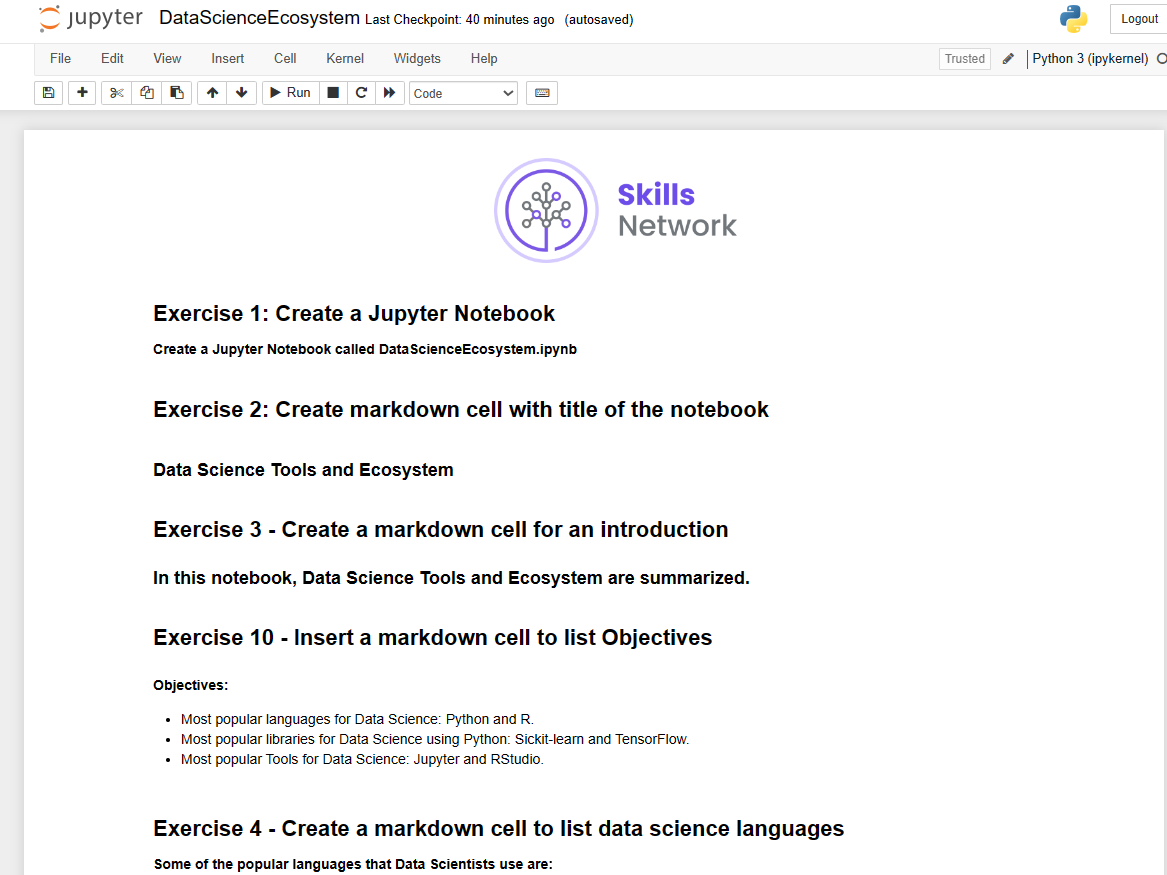 jupyter DataScienceEcosystem Last Checkpoint: 40 minutes ago (autosaved)
Logout
File Edit View Insert Cell Kernel Widgets Help
Trusted Python 3 (ipykernel)
Run Code
Skills
Network
Exercise 1: Create a Jupyter Notebook
Create a Jupyter Notebook called DataScienceEcosystem.ipynb
Exercise 2: Create markdown cell with title of the notebook
Data Science Tools and Ecosystem
Exercise 3 - Create a markdown cell for an introduction
In this notebook, Data Science Tools and Ecosystem are summarized.
Exercise 10 - Insert a markdown cell to list Objectives
Objectives:
• Most popular languages for Data Science: Python and R.
• Most popular libraries for Data Science using Python: Sickit-learn and TensorFlow.
• Most popular Tools for Data Science: Jupyter and RStudio.
Exercise 4 - Create a markdown cell to list data science languages
Some of the popular languages that Data Scientists use are: